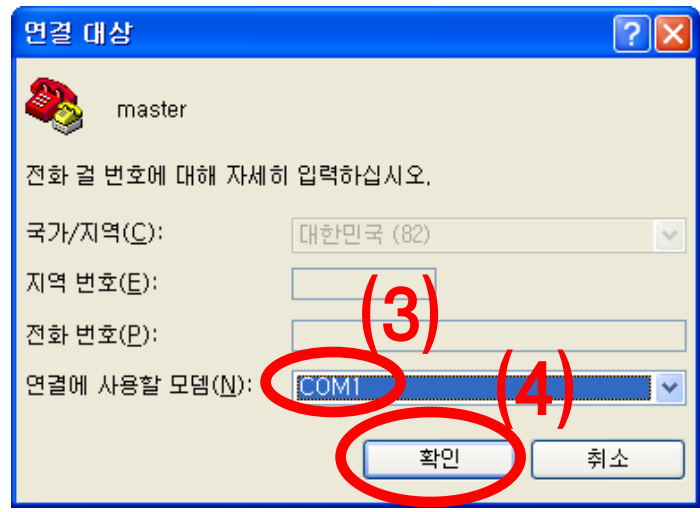 연결 대상
master
전화 걸 번호에 대해 자세히 입력하십시오.
국가/지역(C): 대한민국 (82)
지역 번호(E):
(3)
전화 번호(P):
연결에 사용할 모뎀(N): COM1
(4)
확인 취소